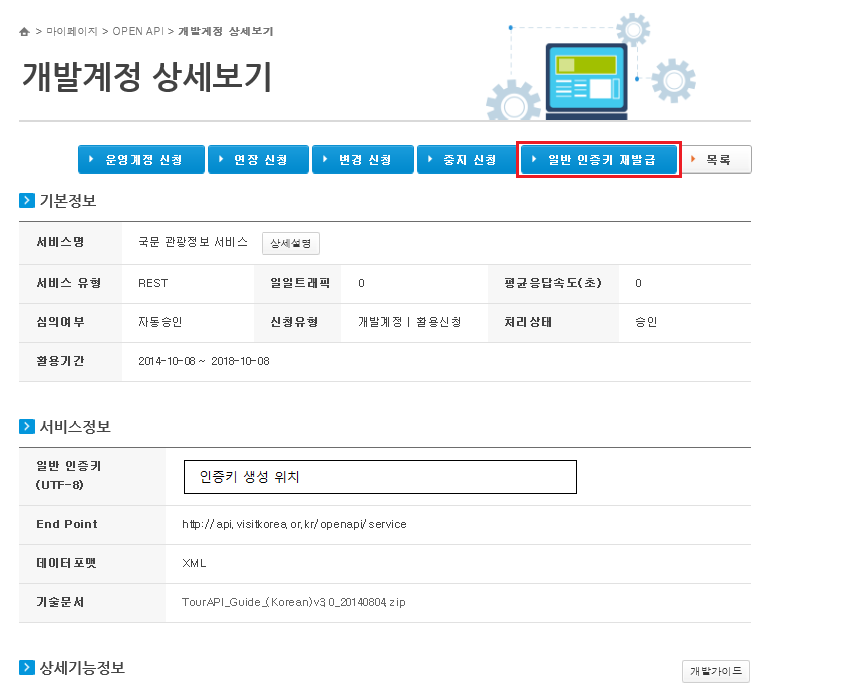 > 마이페이지 > OPEN API > 개발계정 상세보기
개발계정 상세보기
운영계정 신청 연장 신청 변경 신청 중지 신청 일반 인증키 재발급 목록
기본정보
서비스명 국문 관광정보 서비스 상세설명
서비스 유형 REST 일일트래픽 0 평균응답속도(초) 0
심의여부 자동승인 신청유형 개발계정 | 활용신청 처리상태 승인
활용기간 2014-10-08 ~ 2018-10-08
서비스정보
일반 인증키
(UTF-8)
인증키 생성 위치
End Point http://api.visitkorea.or.kr/openapi/service
데이터포맷 XML
기술문서 TourAPI_Guide_(Korean)v3.0_20140804.zip
상세기능정보 개발가이드